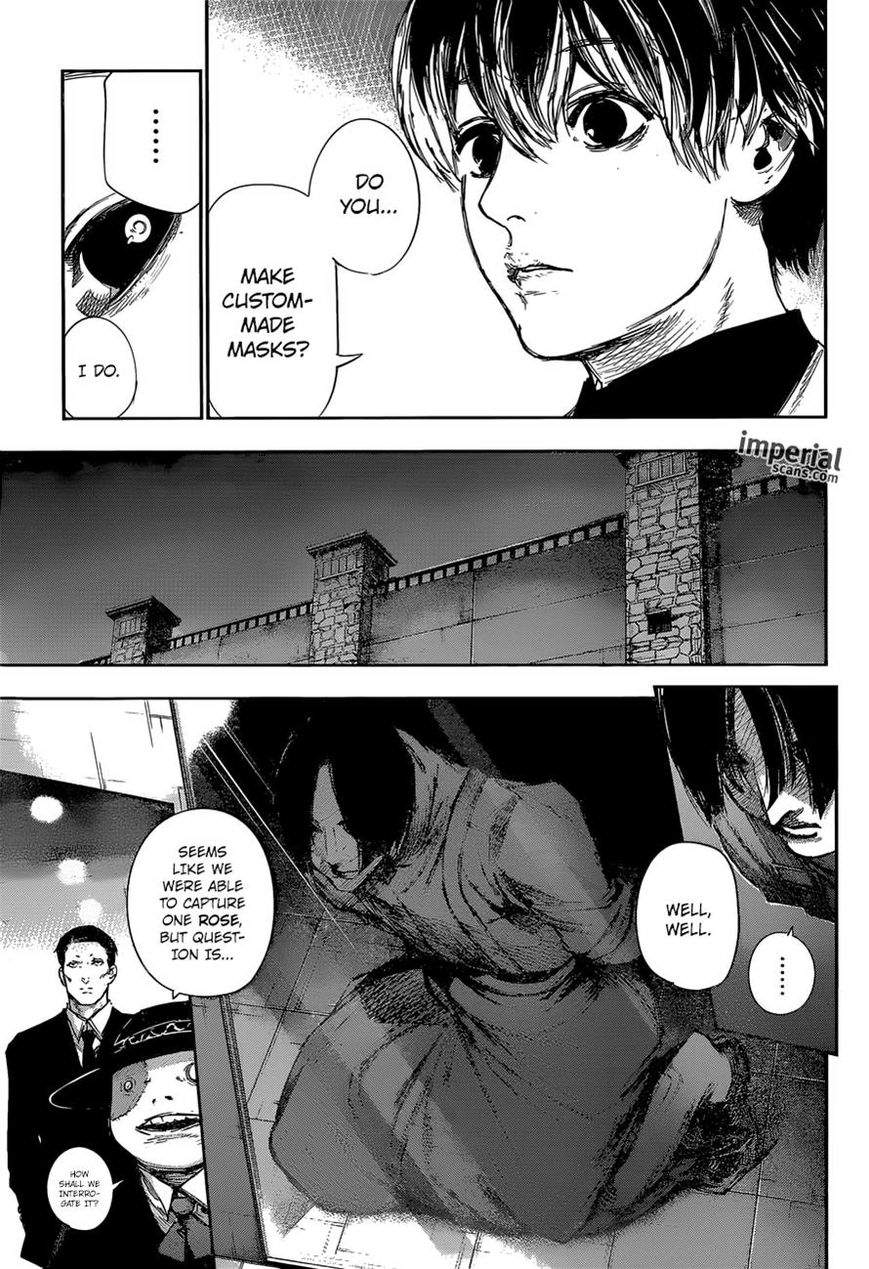 DO
YOU...
MAKE
CUSTOM-
MADE
MASKS?
......
I DO.
imperial
scans.com
......
WELL,
WELL.
SEEMS
LIKE WE
WERE ABLE
TO CAPTURE
ONE ROSE,
BUT QUEST-
ION IS...
HOW
SHALL WE
INTERRO-
GATE IT?